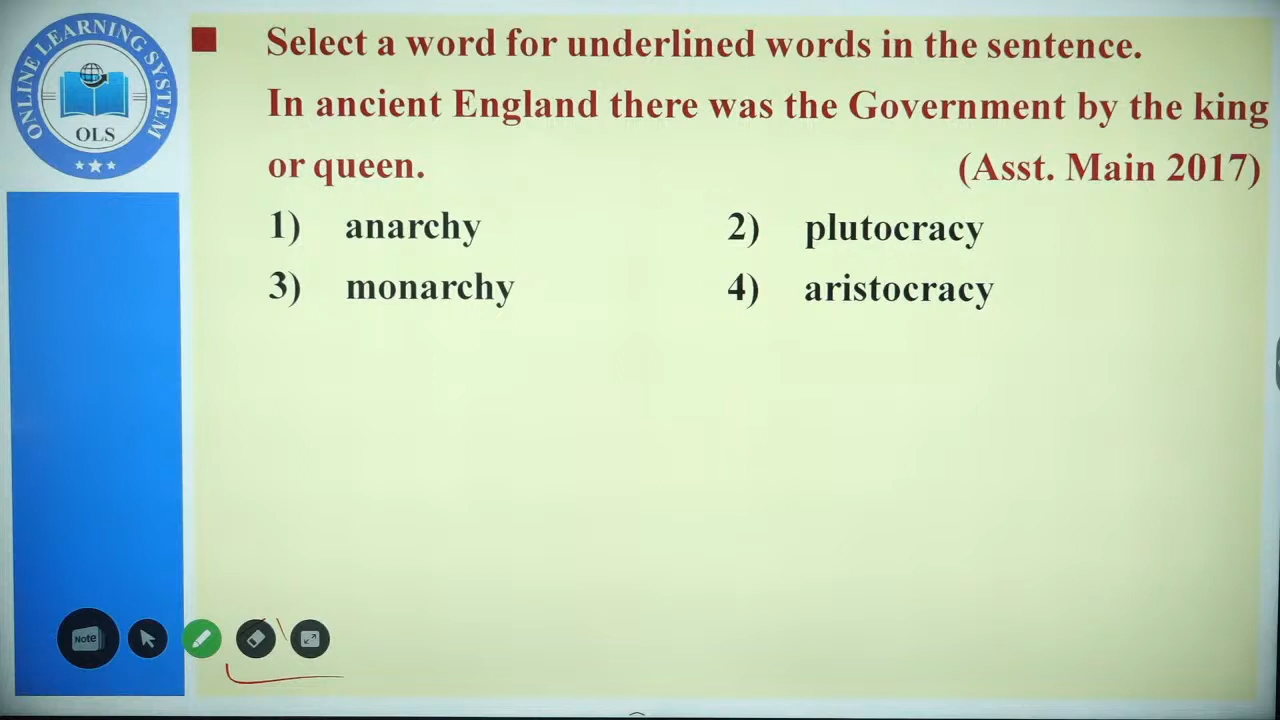 ONLINE LEARNING SYSTEM
OLS
Select a word for underlined words in the sentence.
In ancient England there was the Government by the king
or queen. (Asst. Main 2017)
1) anarchy 2) plutocracy
3) monarchy 4) aristocracy
Note